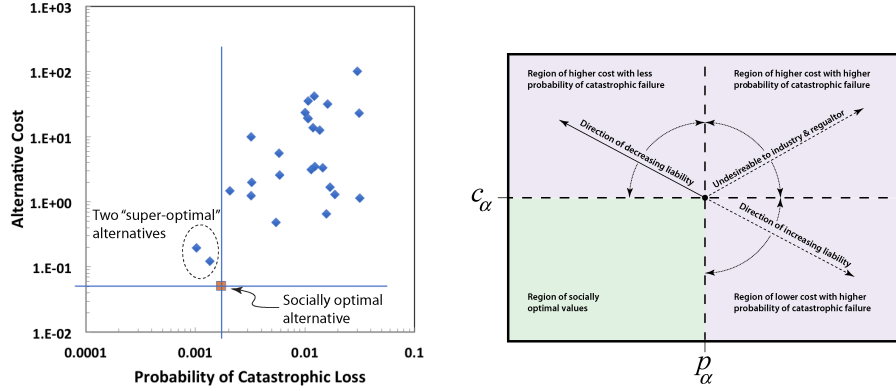 1.E+03
1.E+02
1.E+01
1.E+00
1.E-01
1.E-02
Alternative Cost
Two "super-optimal"
alternatives
Socially optimal
alternative
0.0001
0.001
0.01
0.1
Probability of Catastrophic Loss
Region of higher cost with less
probability of catastrophic failure
Region of higher cost with higher
probability of catastrophic failure
Direction of decreasing liability
Undesireable to industry & regualtor
cα
Direction of increasing liability
Region of socially
optimal values
Region of lower cost with higher
probability of catastrophic failure
pα